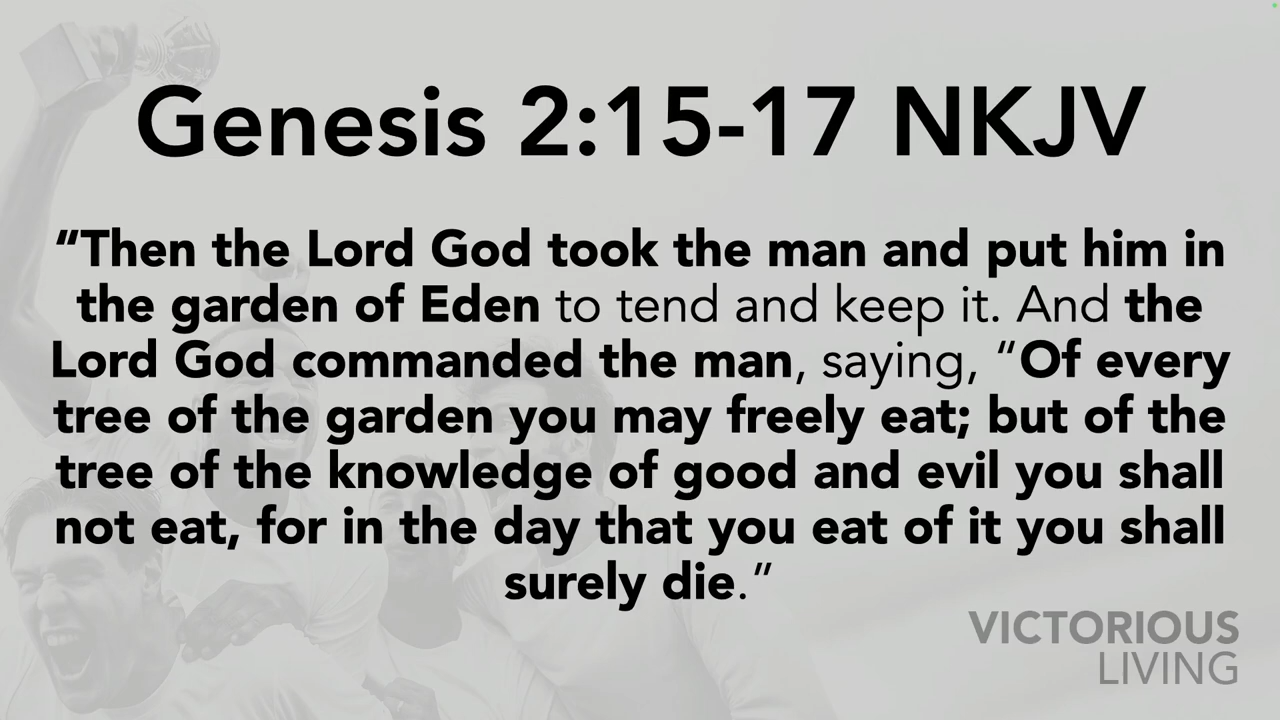 Genesis 2:15-17 NKJV
“Then the Lord God took the man and put him in
the garden of Eden to tend and keep it. And the
Lord God commanded the man, saying, “Of every
tree of the garden you may freely eat; but of the
tree of the knowledge of good and evil you shall
not eat, for in the day that you eat of it you shall
surely die.”
VICTORIOUS
LIVING